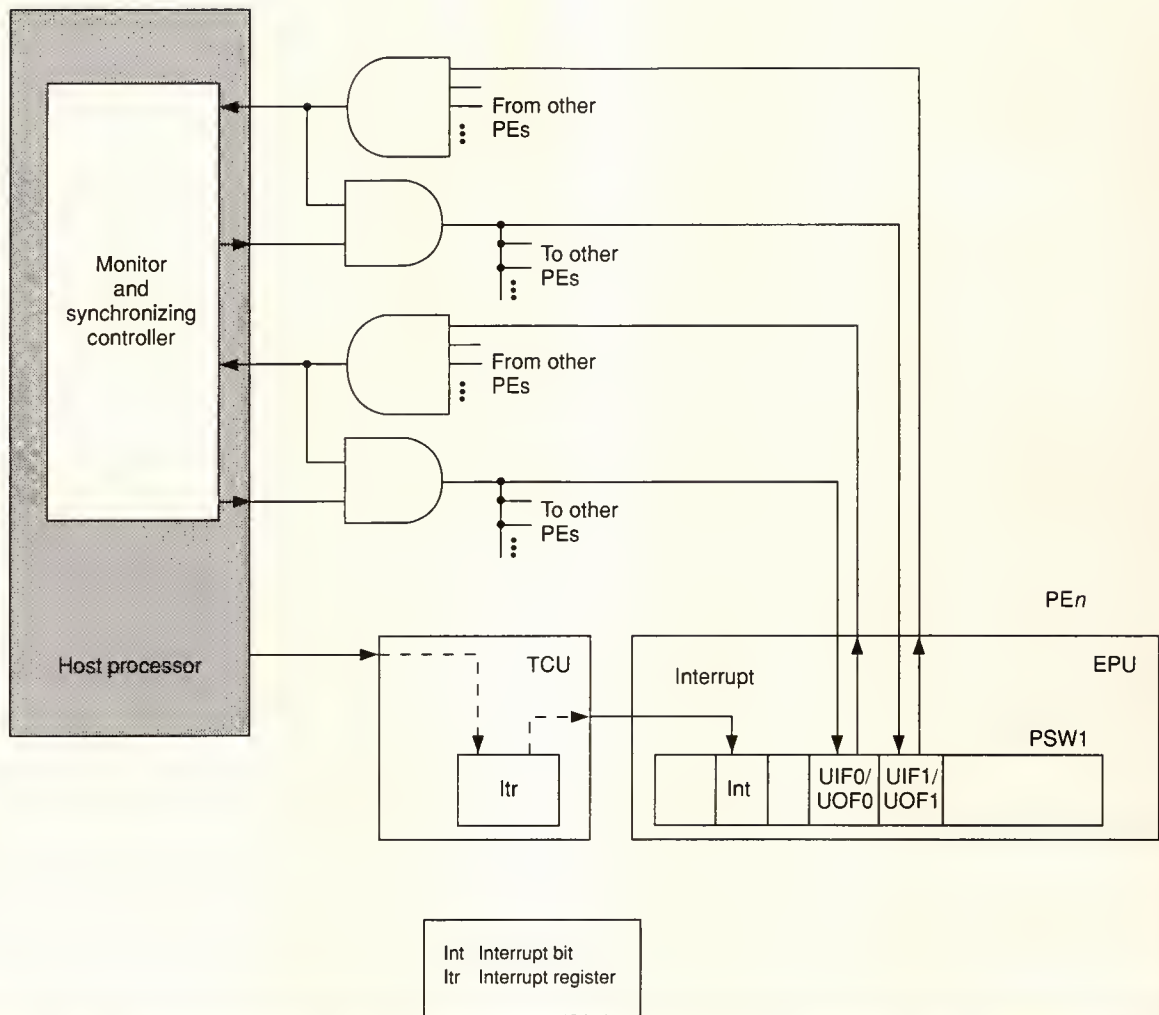 From other
PEs
To other
PEs
Monitor
and
synchronizing
controller
From other
PEs
To other
PEs
PEn
Host processor
TCU
Interrupt
EPU
PSW1
Itr
Int
UIF0/
UOF0
UIF1/
UOF1
Int Interrupt bit
Itr Interrupt register